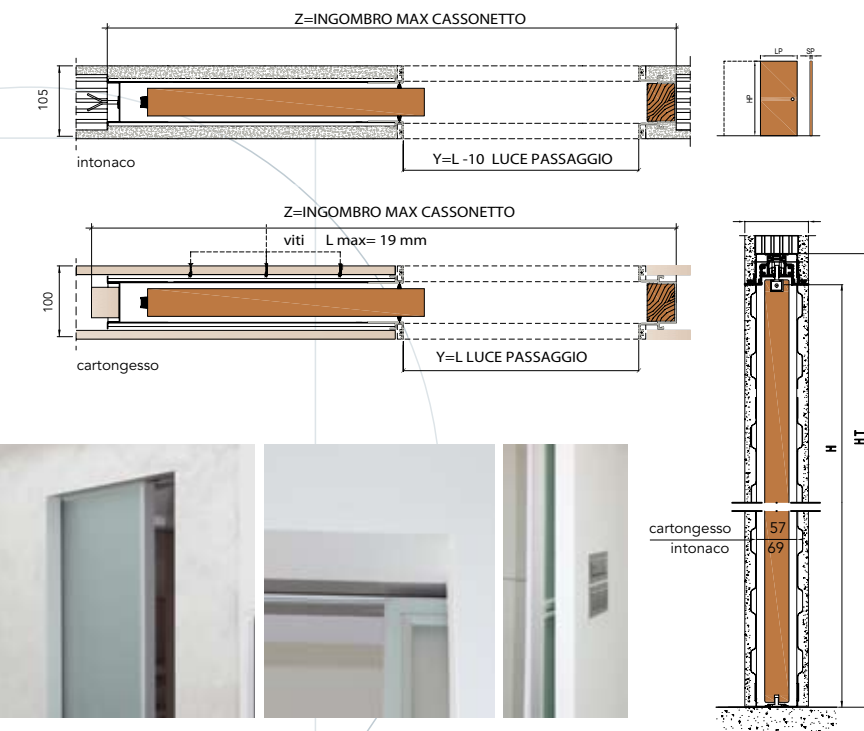 Z=INGOMBRO MAX CASSONETTO
LP
SP
HP
105
Y=L -10 LUCE PASSAGGIO
intonaco
Z=INGOMBRO MAX CASSONETTO
viti L max= 19 mm
100
Y=L LUCE PASSAGGIO
cartongesso
H
HT
cartongesso 57
intonaco 69